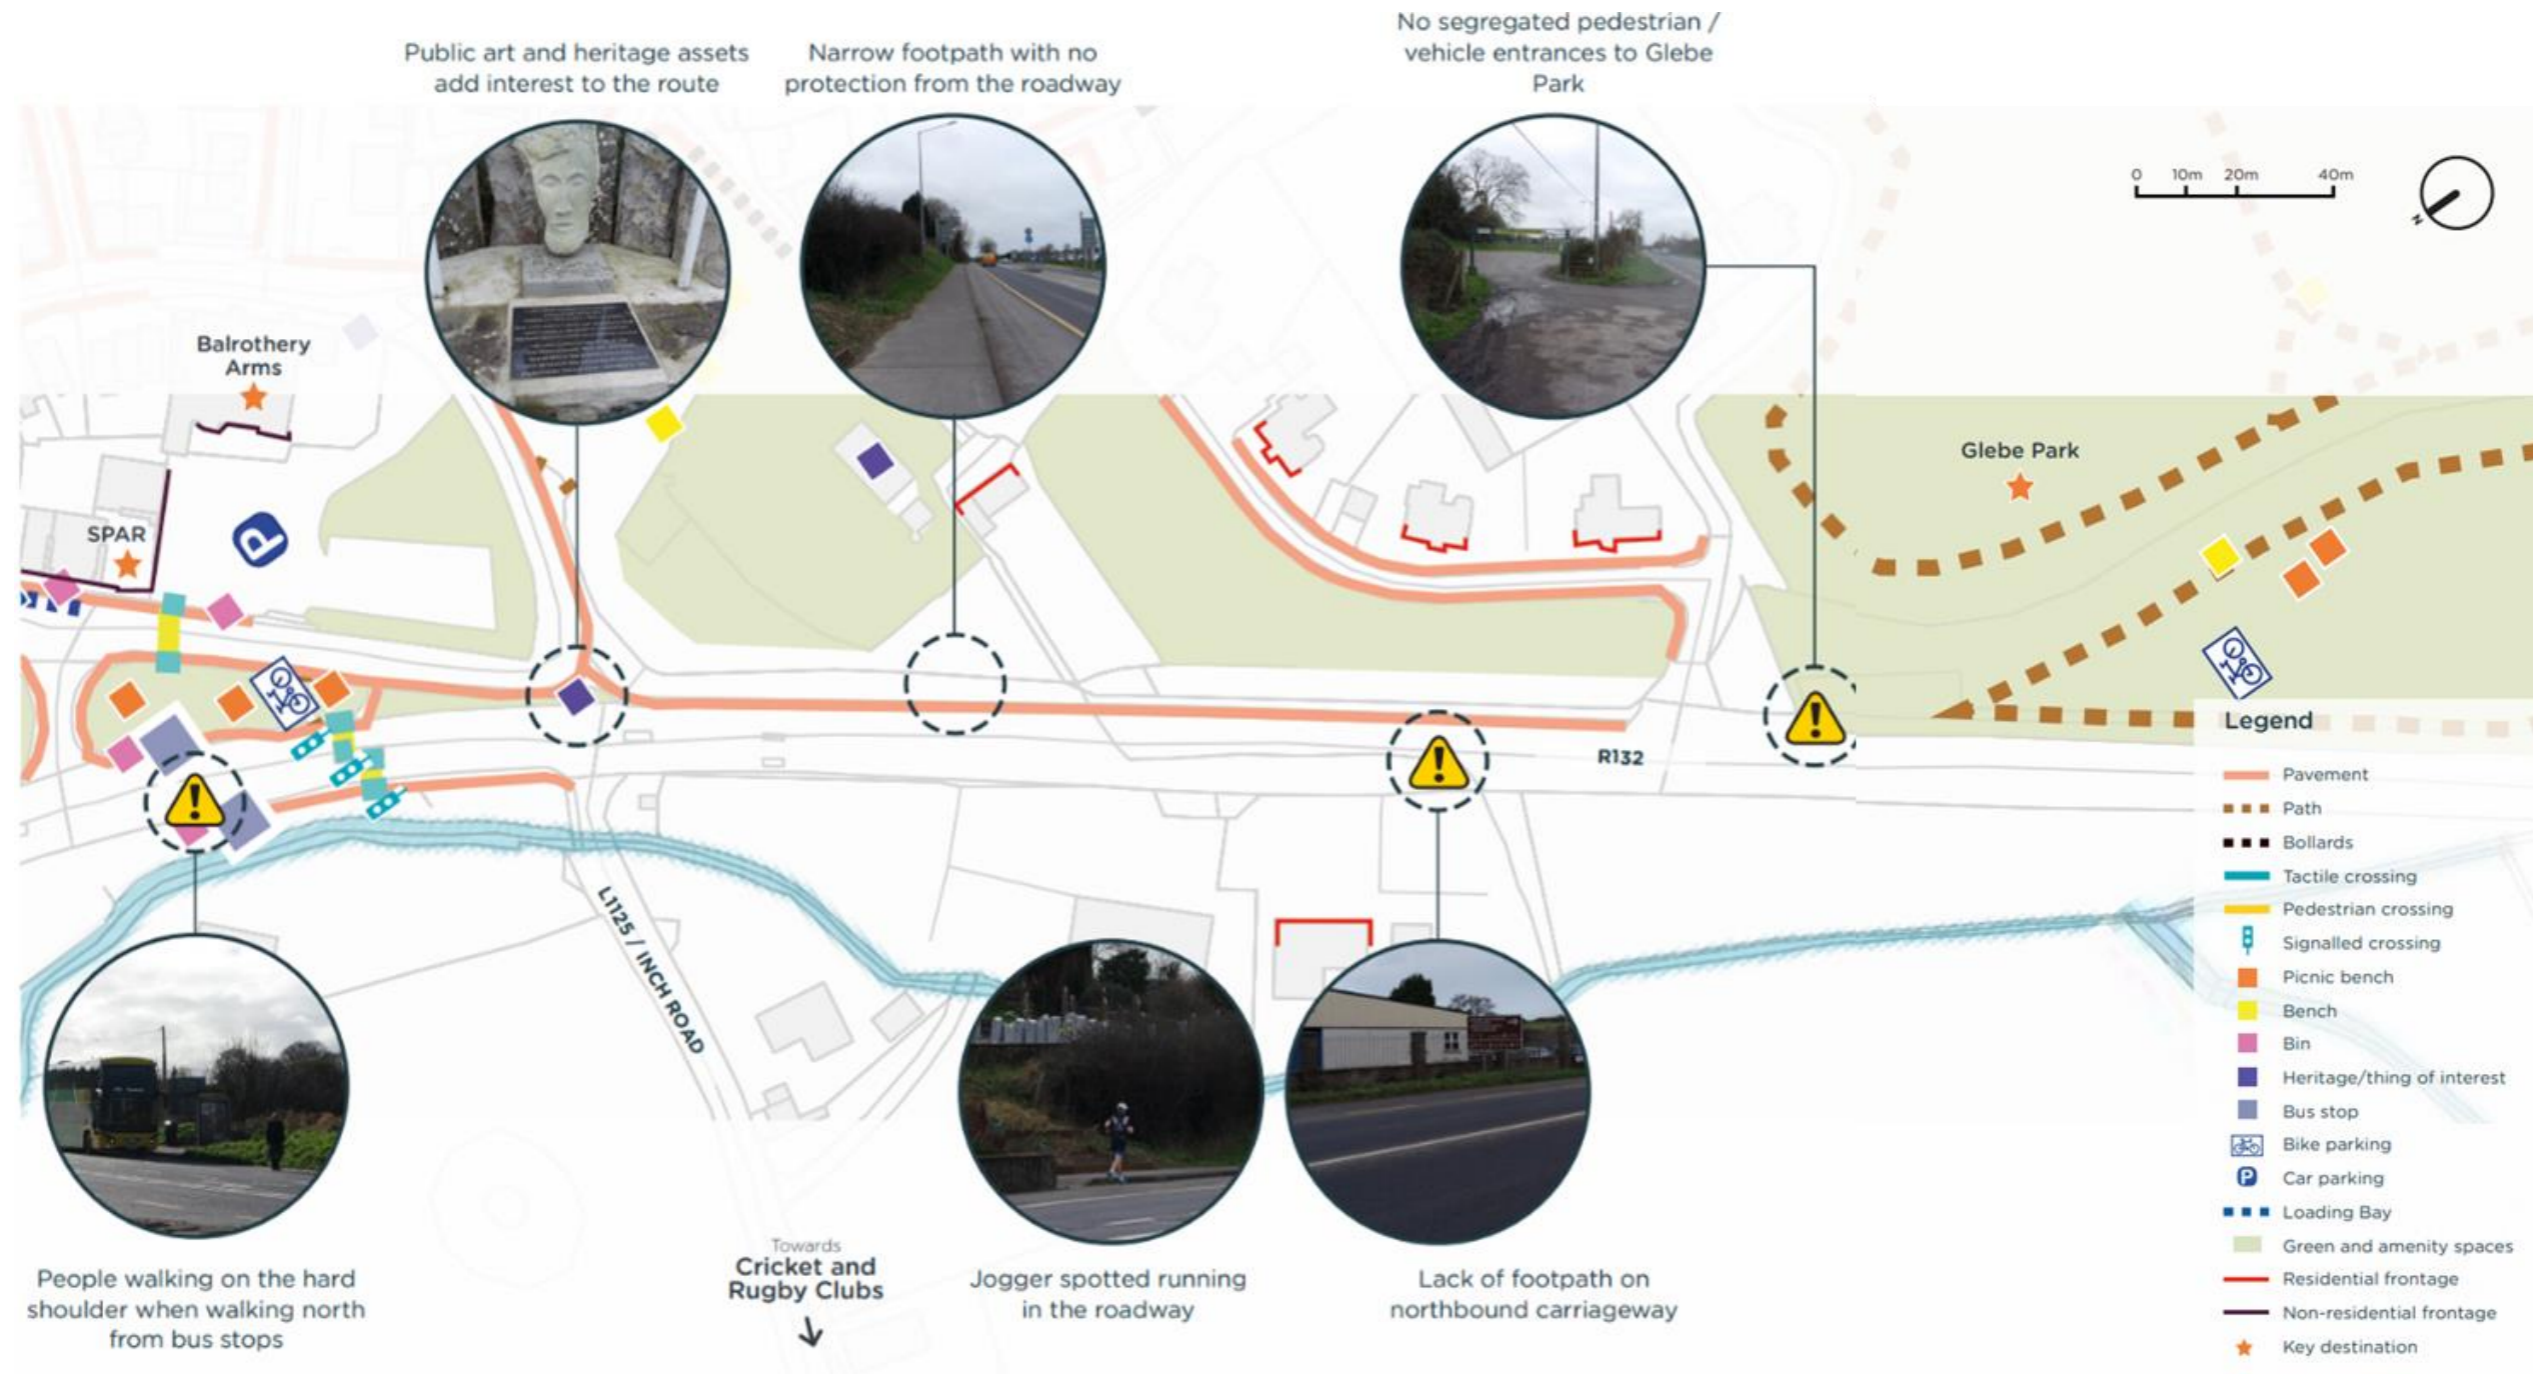 No segregated pedestrian /
vehicle entrances to Glebe
Park
Public art and heritage assets
add interest to the route
Narrow footpath with no
protection from the roadway
0 10m 20m 40m
N
Balrothery
Arms
SPAR
P
Glebe Park
R132
L1125 / INCH ROAD
Towards
Cricket and
Rugby Clubs
People walking on the hard
shoulder when walking north
from bus stops
Jogger spotted running
in the roadway
Lack of footpath on
northbound carriageway
Legend
Pavement
Path
Bollards
Tactile crossing
Pedestrian crossing
Signalled crossing
Picnic bench
Bench
Bin
Heritage/thing of interest
Bus stop
Bike parking
P Car parking
Loading Bay
Green and amenity spaces
Residential frontage
Non-residential frontage
Key destination